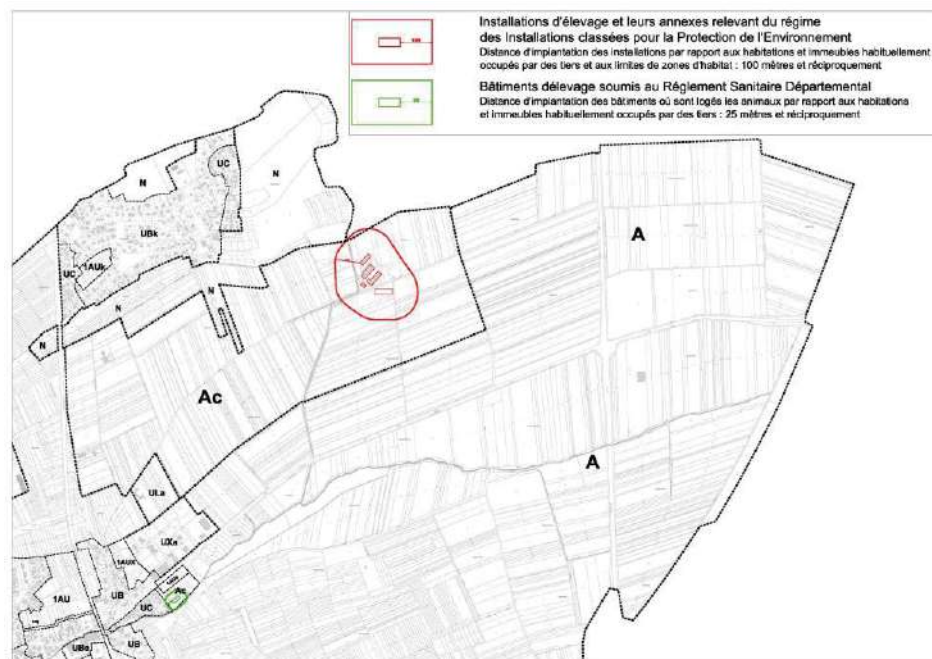 Installations d'élevage et leurs annexes relevant du régime
des Installations classées pour la Protection de l'Environnement
Distance d'implantation des installations par rapport aux habitations et immeubles habituellement
occupés par des tiers et aux limites de zones d'habitat : 100 mètres et réciproquement
Bâtiments délevage soumis au Réglement Sanitaire Départemental
Distance d'implantation des bâtiments où sont logés les animaux par rapport aux habitations
et immeubles habituellement occupés par des tiers : 25 mètres et réciproquement
N
UC
N
UBk
A
UC
1AUk
N
N
N
Ac
A
ULa
UXa
1AUX
1AU
UB
Ac
UC
UB